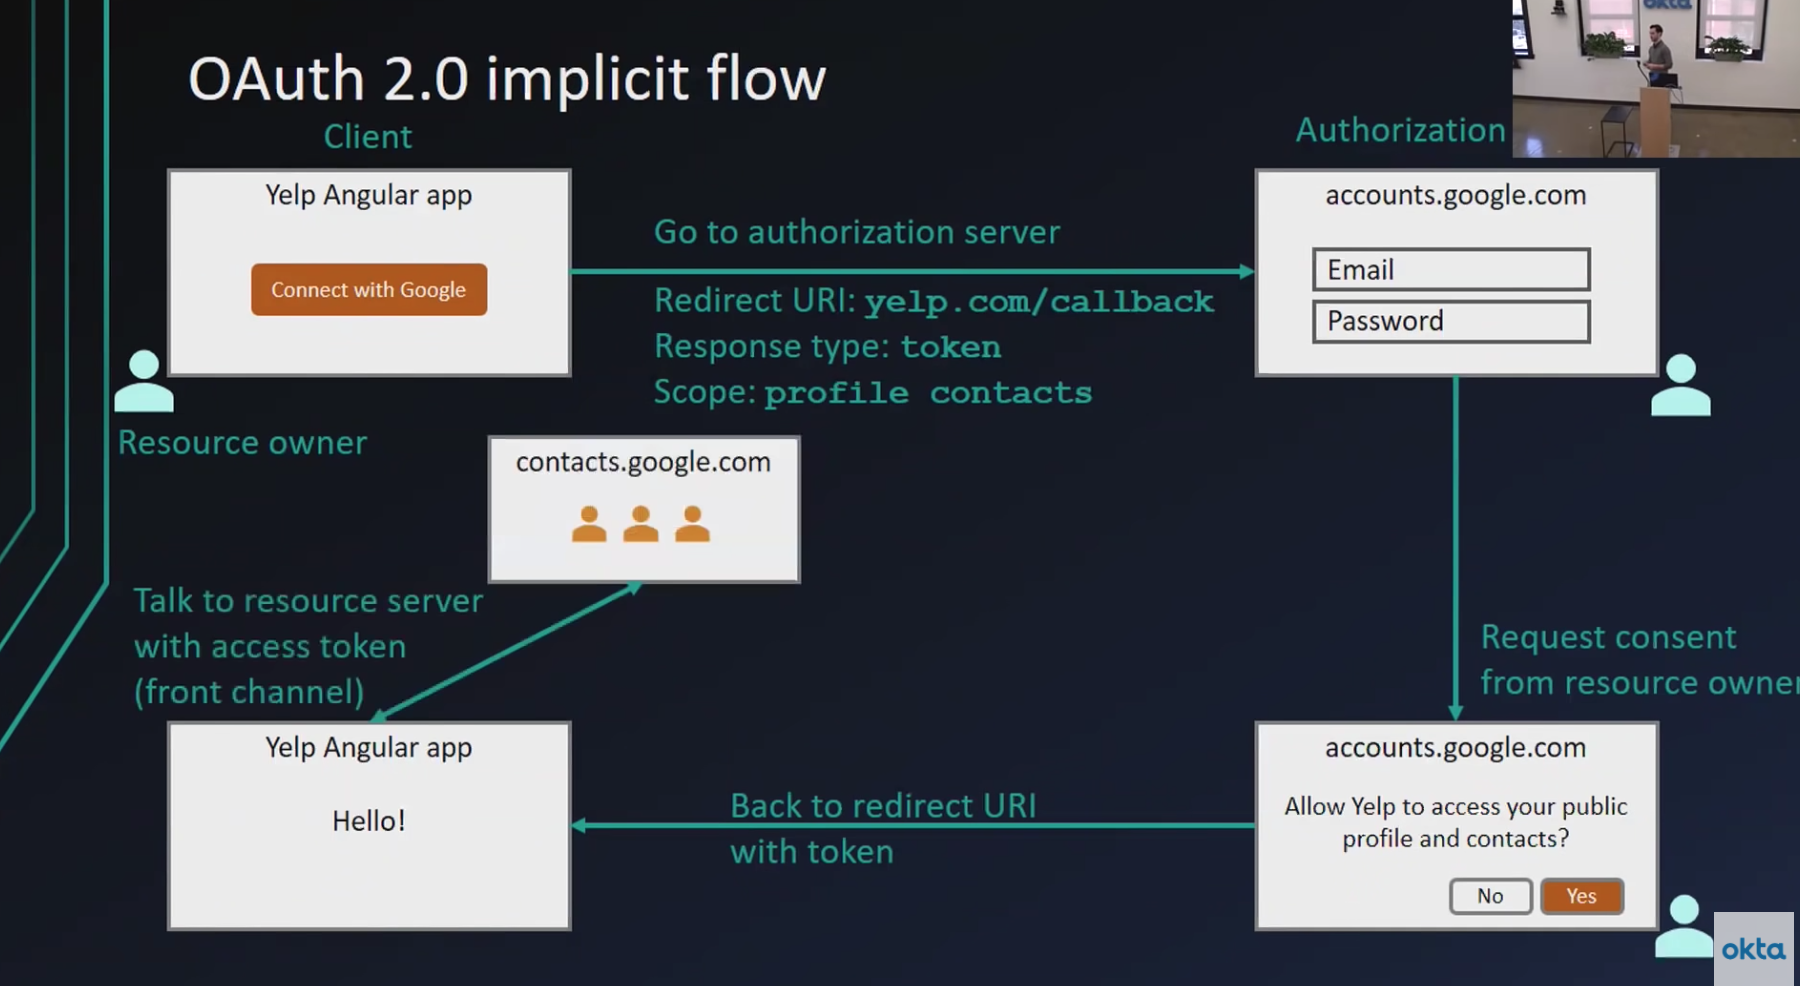 OAuth 2.0 implicit flow
Client
Authorization
okta
Yelp Angular app
Connect with Google
Go to authorization server
Redirect URI: yelp.com/callback
Response type: token
Scope: profile contacts
accounts.google.com
Email
Password
Resource owner
contacts.google.com
Talk to resource server
with access token
(front channel)
Request consent
from resource owner
Yelp Angular app
Hello!
Back to redirect URI
with token
accounts.google.com
Allow Yelp to access your public
profile and contacts?
No
Yes
okta